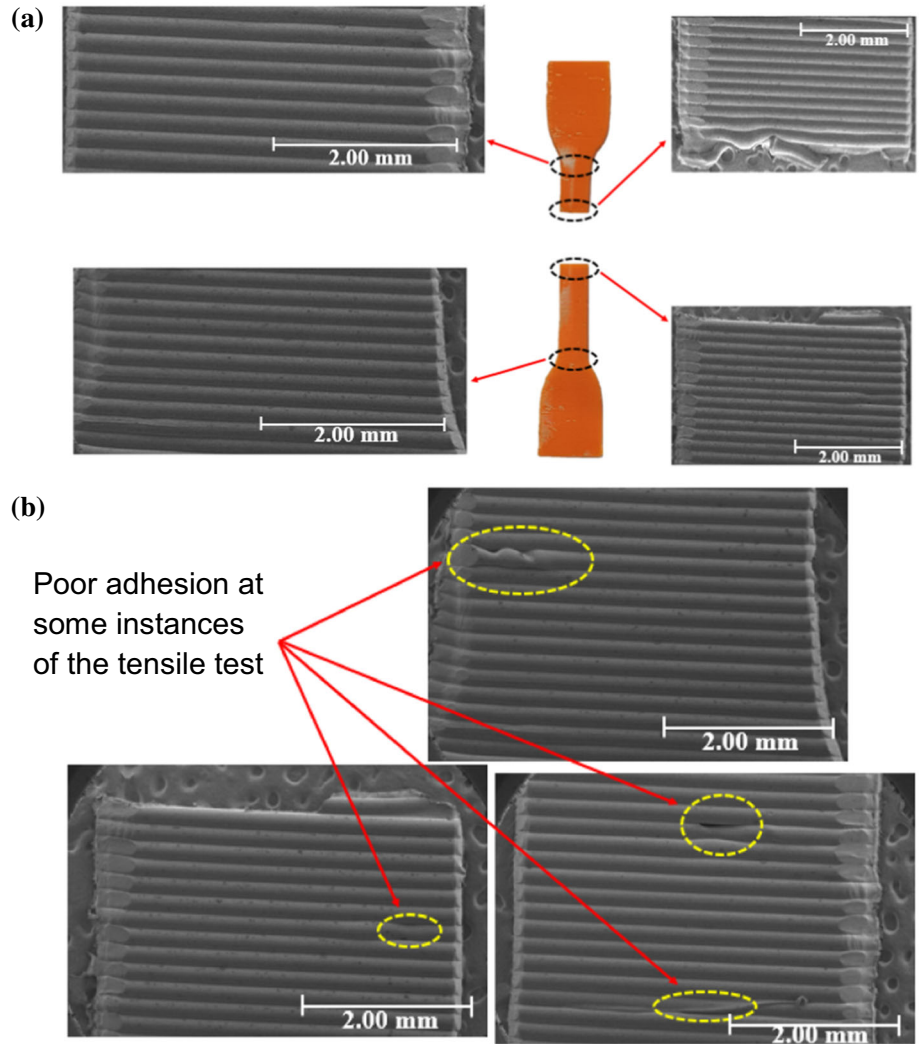 (a)
2.00 mm
2.00 mm
2.00 mm
2.00 mm
(b)
Poor adhesion at
some instances
of the tensile test
2.00 mm
2.00 mm
2.00 mm